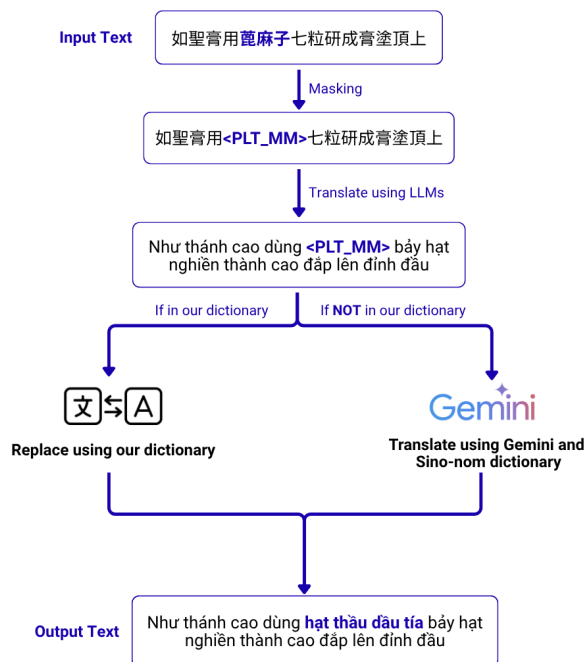 Input Text
如聖膏用蓖麻子七粒研成膏塗頂上
Masking
如聖膏用<PLT_MM>七粒研成膏塗頂上
Translate using LLMs
Như thánh cao dùng <PLT_MM> bảy hạt
nghiền thành cao đắp lên đỉnh đầu
If in our dictionary
If NOT in our dictionary
文 A
Gemini
Replace using our dictionary
Translate using Gemini and
Sino-nom dictionary
Output Text
Như thánh cao dùng hạt thầu dầu tía bảy hạt
nghiền thành cao đắp lên đỉnh đầu